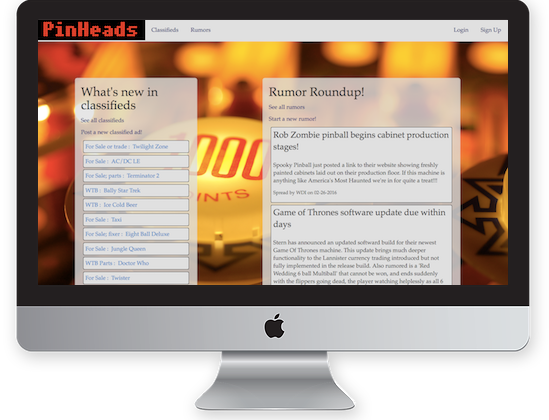 PinHeads Classifieds Rumors Login Sign Up
What's new in
classifieds
See all classifieds
Post a new classified ad!
For Sale or trade : Twilight Zone
For Sale : AC/DC LE
For Sale; parts : Terminator 2
WTB : Bally Star Trek
WTB : Ice Cold Beer
For Sale : Taxi
For Sale; fixer : Eight Ball Deluxe
For Sale : Jungle Queen
WTB Parts : Doctor Who
For Sale : Twister
1000
POINTS
Rumor Roundup!
See all rumors
Start a new rumor!
Rob Zombie pinball begins cabinet production
stages!
Spooky Pinball just posted a link to their website showing freshly
painted cabinets laid out on their production floor. If this machine is
anything like America's Most Haunted we're in for quite a treat!!!
Spread by WIZ on 02-26-2016
Game of Thrones software update due within
days
Stern has announced an updated software build for their newest
Game Of Thrones machine. This update brings much deeper
functionality to the Lannister currency trading introduced but not
fully implemented in the release build. Also rumored is a 'Red
Wedding 6 ball Multiball' that cannot be won, and ends suddenly
with the flippers going dead, the player watching helplessly as all 6